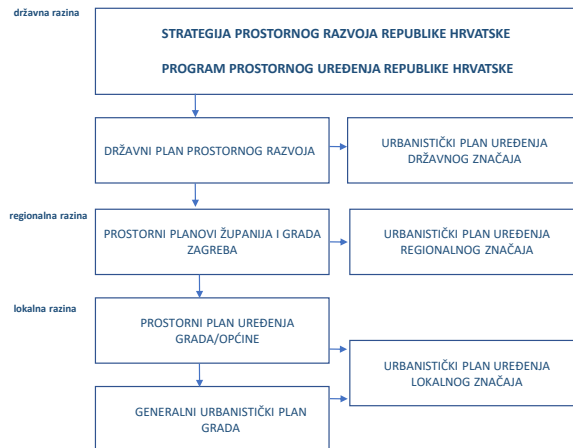 državna razina
STRATEGIJA PROSTORNOG RAZVOJA REPUBLIKE HRVATSKE
PROGRAM PROSTORNOG UREĐENJA REPUBLIKE HRVATSKE
DRŽAVNI PLAN PROSTORNOG RAZVOJA
URBANISTIČKI PLAN UREĐENJA
DRŽAVNOG ZNAČAJA
regionalna razina
PROSTORNI PLANOVI ŽUPANIJA I GRADA
ZAGREBA
URBANISTIČKI PLAN UREĐENJA
REGIONALNOG ZNAČAJA
lokalna razina
PROSTORNI PLAN UREĐENJA
GRADA/OPĆINE
URBANISTIČKI PLAN UREĐENJA
LOKALNOG ZNAČAJA
GENERALNI URBANISTIČKI PLAN
GRADA